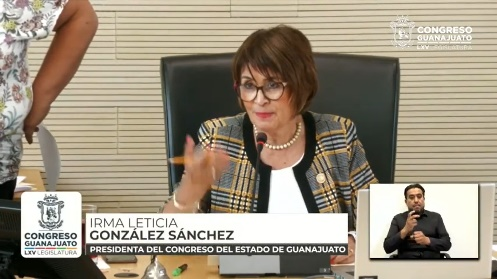 CONGRESO
GUANAJUATO
LXV LEGISLATURA
CONGRESO
GUANAJUATO
LXV LEGISLATURA
IRMA LETICIA
GONZÁLEZ SÁNCHEZ
PRESIDENTA DEL CONGRESO DEL ESTADO DE GUANAJUATO